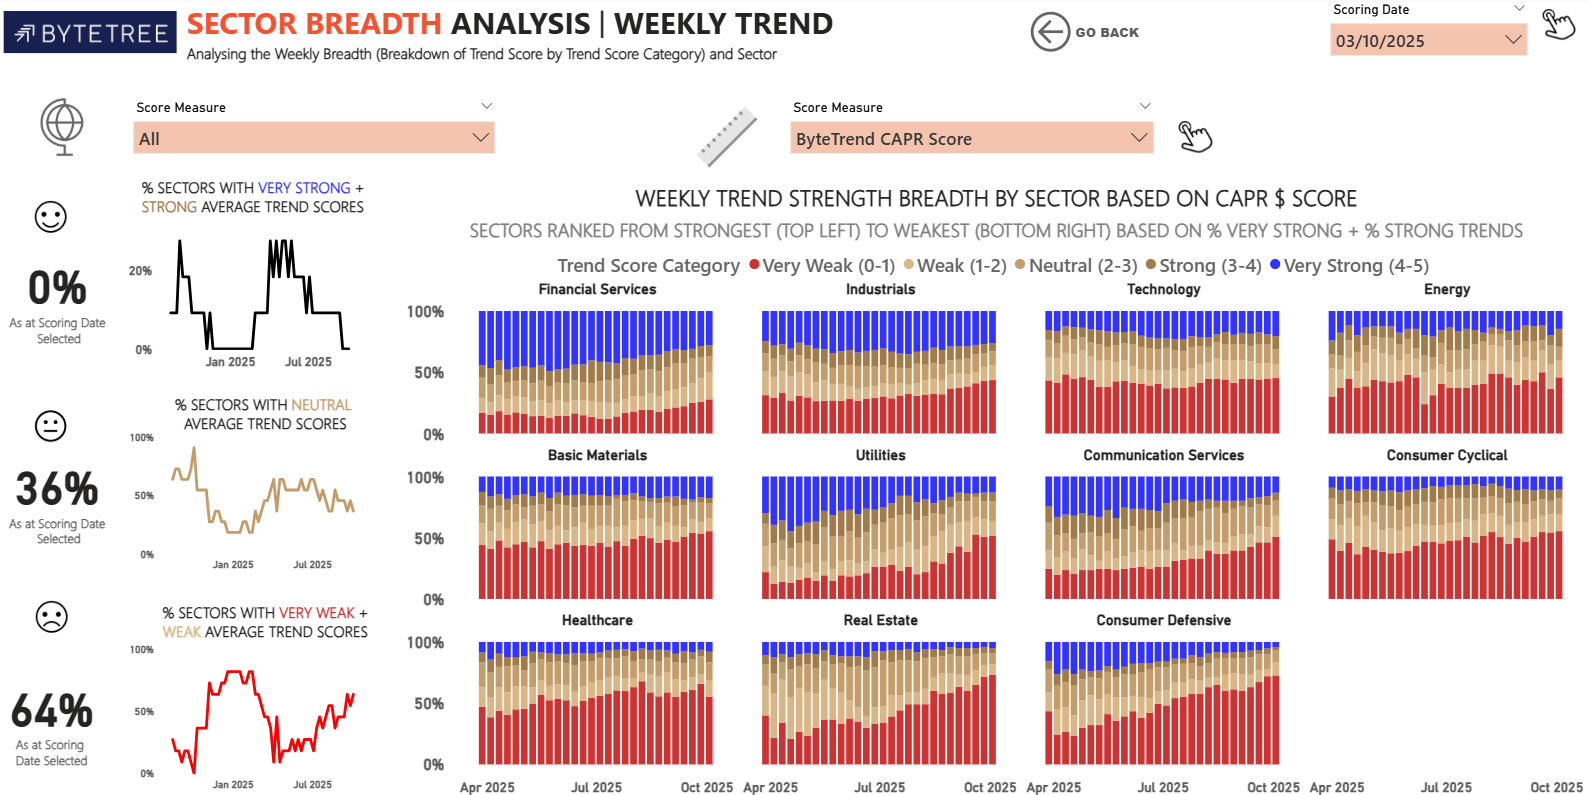 BYTETREE
SECTOR BREADTH ANALYSIS | WEEKLY TREND
Analysing the Weekly Breadth (Breakdown of Trend Score by Trend Score Category) and Sector
GO BACK
Scoring Date
03/10/2025
Score Measure
All
Score Measure
ByteTrend CAPR Score
% SECTORS WITH VERY STRONG +
STRONG AVERAGE TREND SCORES
0%
As at Scoring Date
Selected
20%
0%
Jan 2025 Jul 2025
% SECTORS WITH NEUTRAL
AVERAGE TREND SCORES
36%
As at Scoring Date
Selected
100%
50%
0%
Jan 2025 Jul 2025
% SECTORS WITH VERY WEAK +
WEAK AVERAGE TREND SCORES
64%
As at Scoring
Date Selected
100%
50%
0%
Jan 2025 Jul 2025
WEEKLY TREND STRENGTH BREADTH BY SECTOR BASED ON CAPR $ SCORE
SECTORS RANKED FROM STRONGEST (TOP LEFT) TO WEAKEST (BOTTOM RIGHT) BASED ON % VERY STRONG + % STRONG TRENDS
Trend Score Category Very Weak (0-1) Weak (1-2) Neutral (2-3) Strong (3-4) Very Strong (4-5)
Financial Services Industrials Technology Energy
100%
50%
0%
Basic Materials Utilities Communication Services Consumer Cyclical
100%
50%
0%
Healthcare Real Estate Consumer Defensive
100%
50%
0%
Apr 2025 Jul 2025 Oct 2025 Apr 2025 Jul 2025 Oct 2025 Apr 2025 Jul 2025 Oct 2025 Apr 2025 Jul 2025 Oct 2025